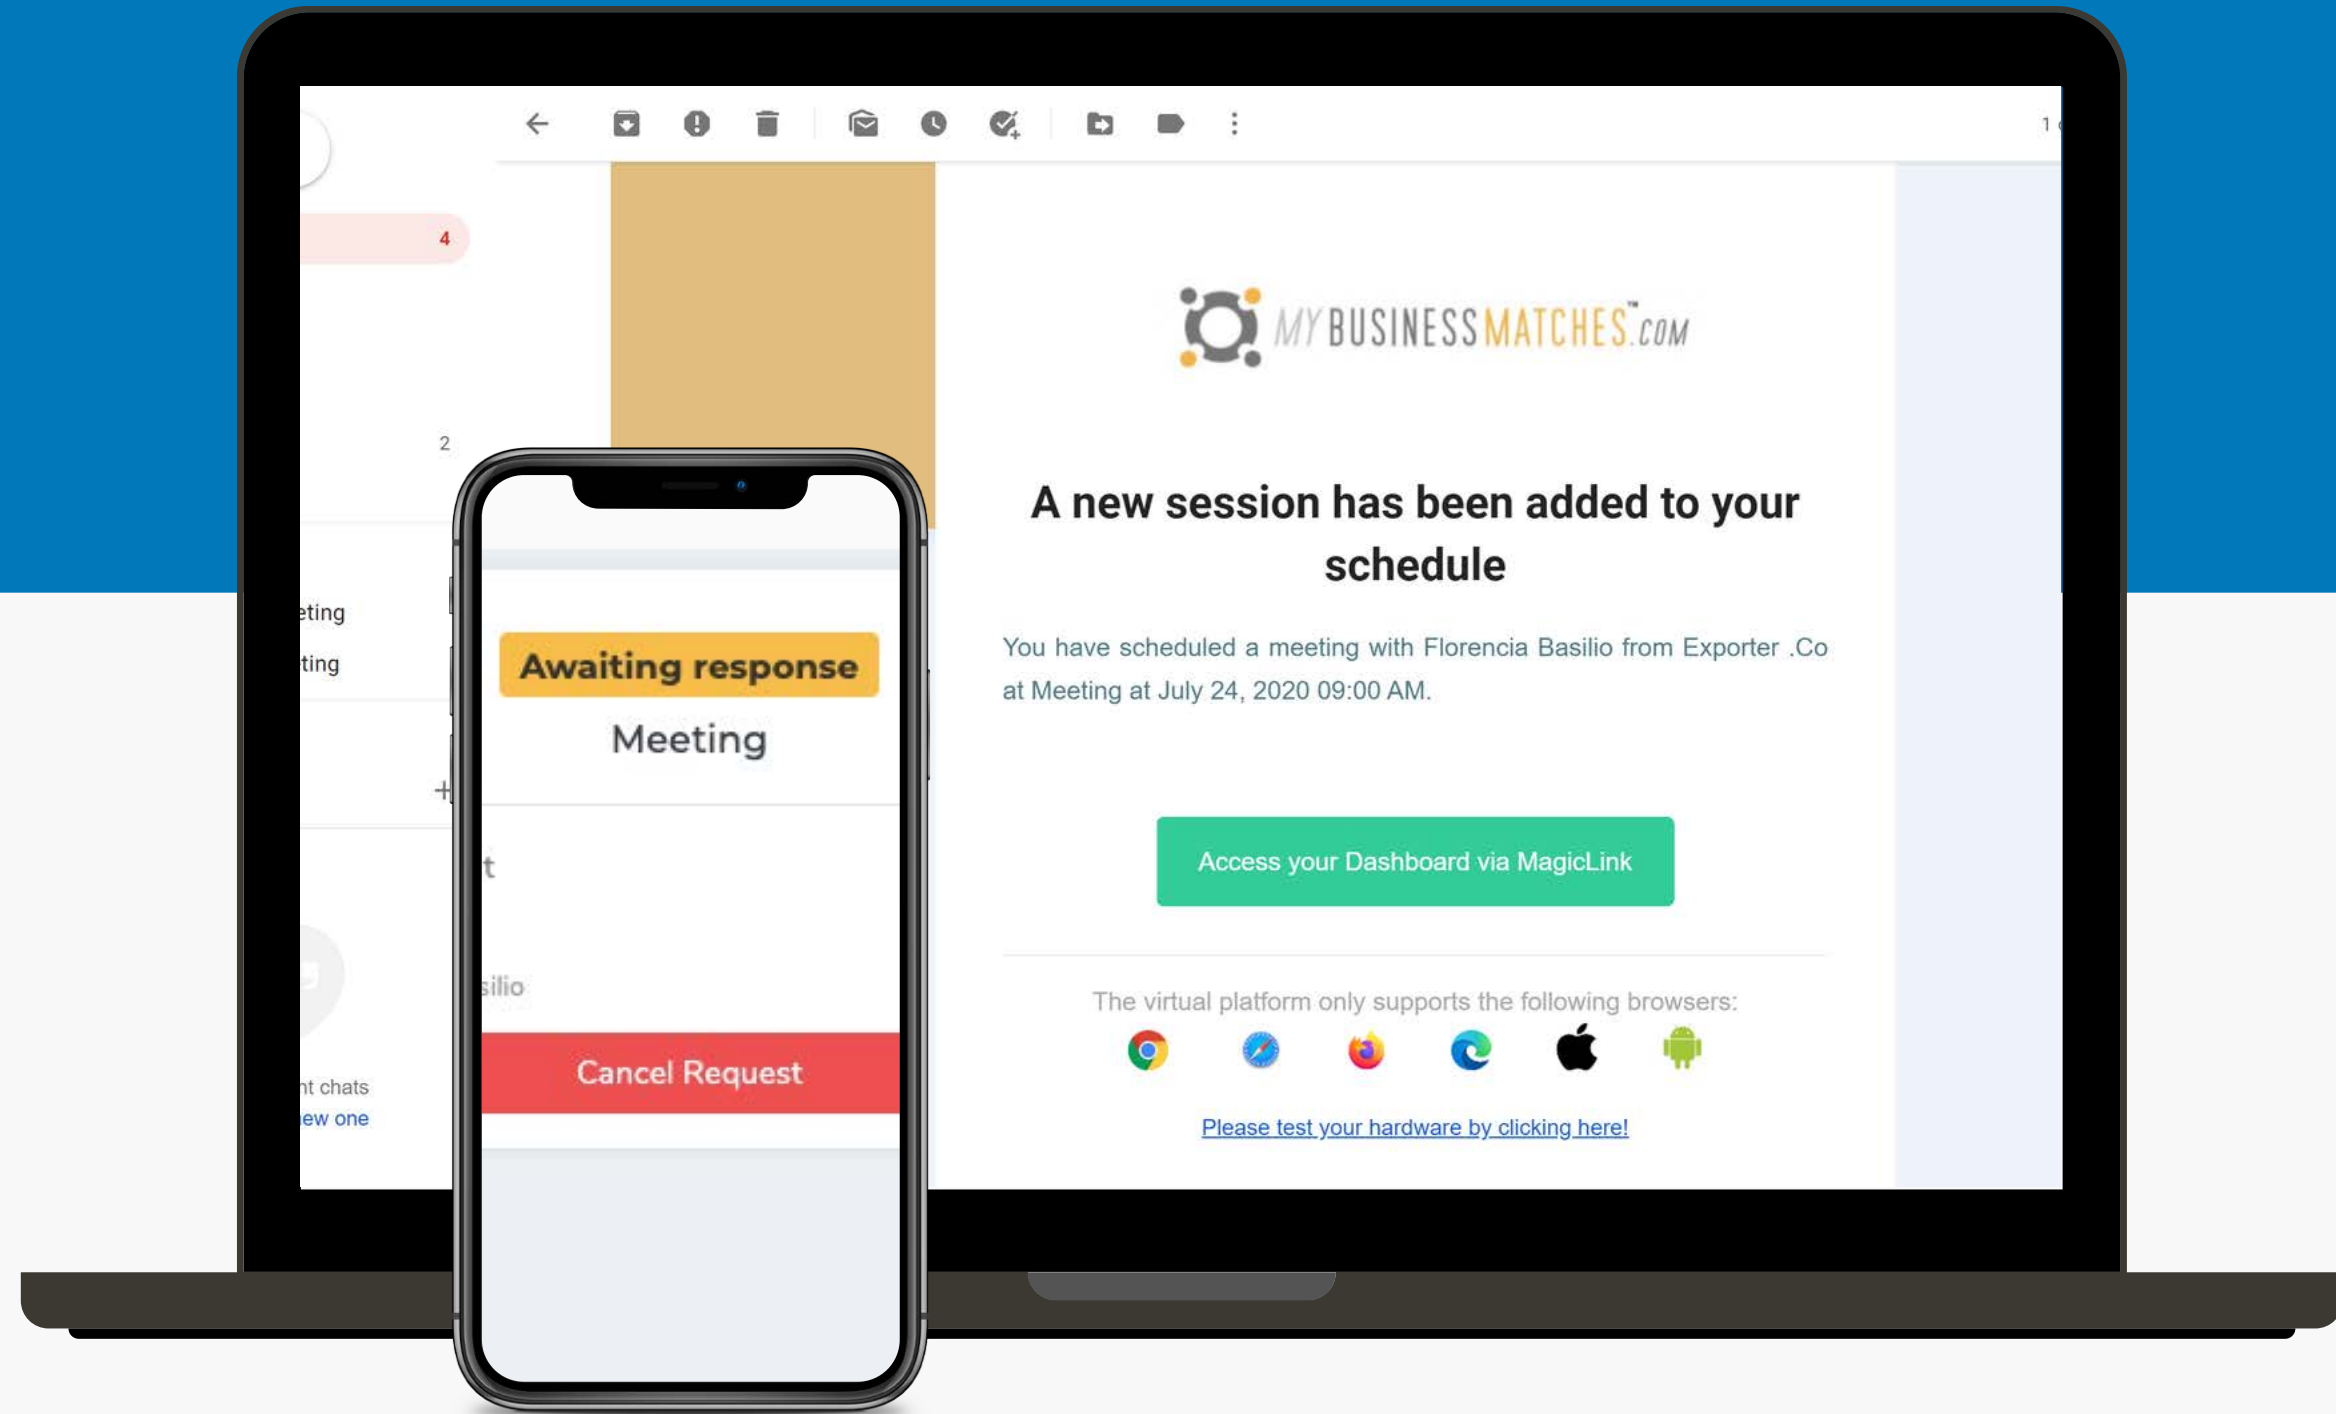 1
4
2
eting
ting
+
nt chats
ew one
MYBUSINESSMATCHES™.COM
A new session has been added to your
schedule
You have scheduled a meeting with Florencia Basilio from Exporter .Co
at Meeting at July 24, 2020 09:00 AM.
Access your Dashboard via MagicLink
The virtual platform only supports the following browsers:
Please test your hardware by clicking here!
Awaiting response
Meeting
t
silio
Cancel Request